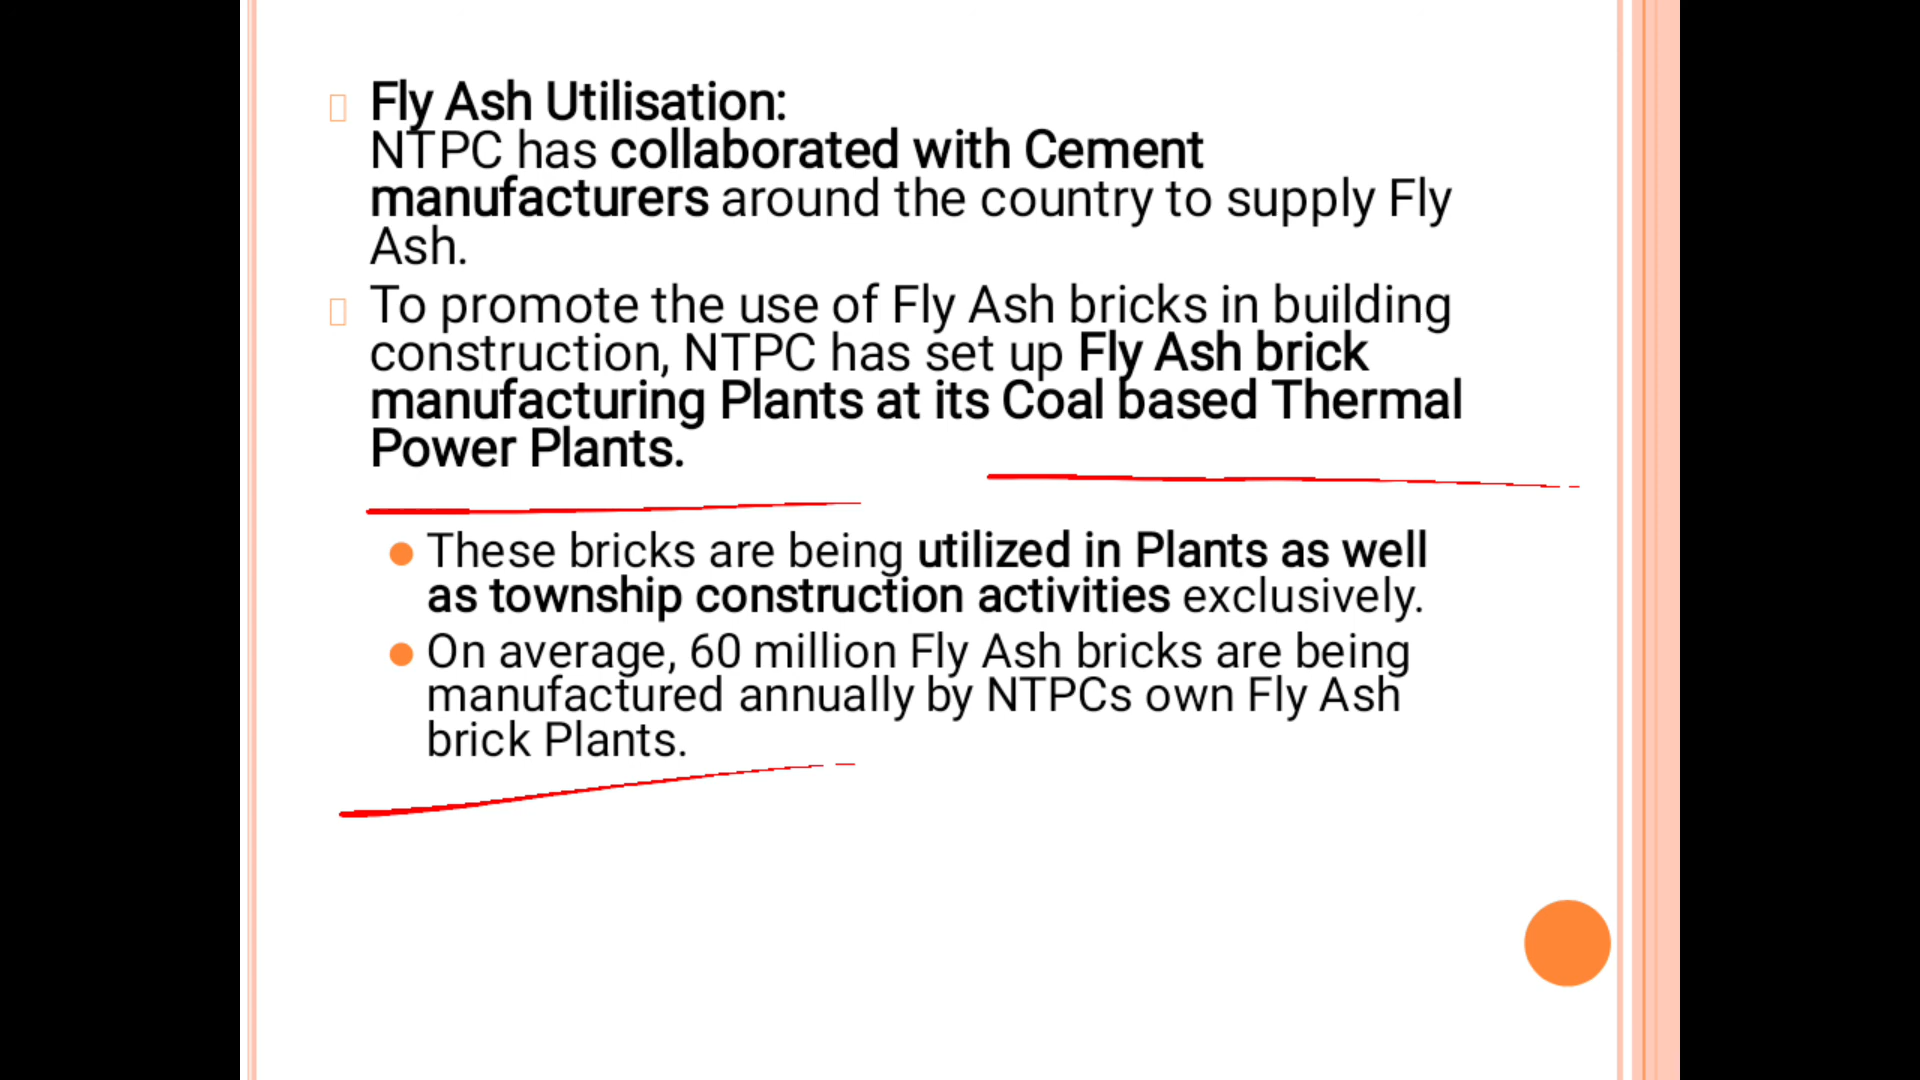 Fly Ash Utilisation:
NTPC has collaborated with Cement
manufacturers around the country to supply Fly
Ash.
To promote the use of Fly Ash bricks in building
construction, NTPC has set up Fly Ash brick
manufacturing Plants at its Coal based Thermal
Power Plants.
These bricks are being utilized in Plants as well
as township construction activities exclusively.
On average, 60 million Fly Ash bricks are being
manufactured annually by NTPCs own Fly Ash
brick Plants.